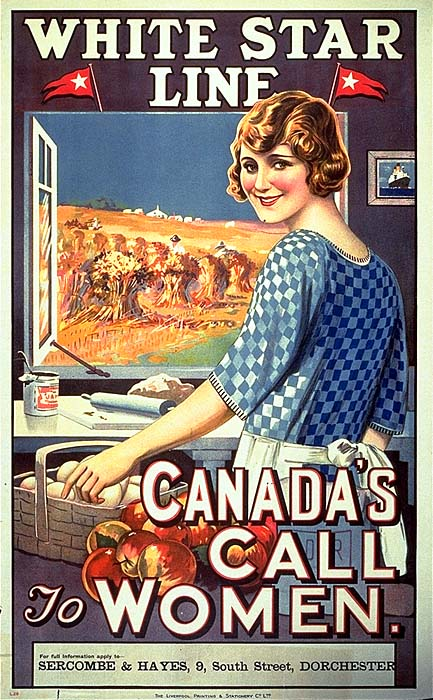 WHITE STAR
LINE
CANADA'S
CALL
To WOMEN.
For full information apply to—
SERCOMBE & HAYES, 9, South Street, DORCHESTER
THE LIVERPOOL PRINTING & STATIONERY Co LTD